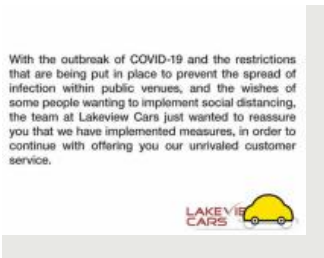 With the outbreak of COVID-19 and the restrictions
that are being put in place to prevent the spread of
infection within public venues, and the wishes of
some people wanting to implement social distancing,
the team at Lakeview Cars just wanted to reassure
you that we have implemented measures, in order to
continue with offering you our unrivaled customer
service.
LAKEVIE
CARS